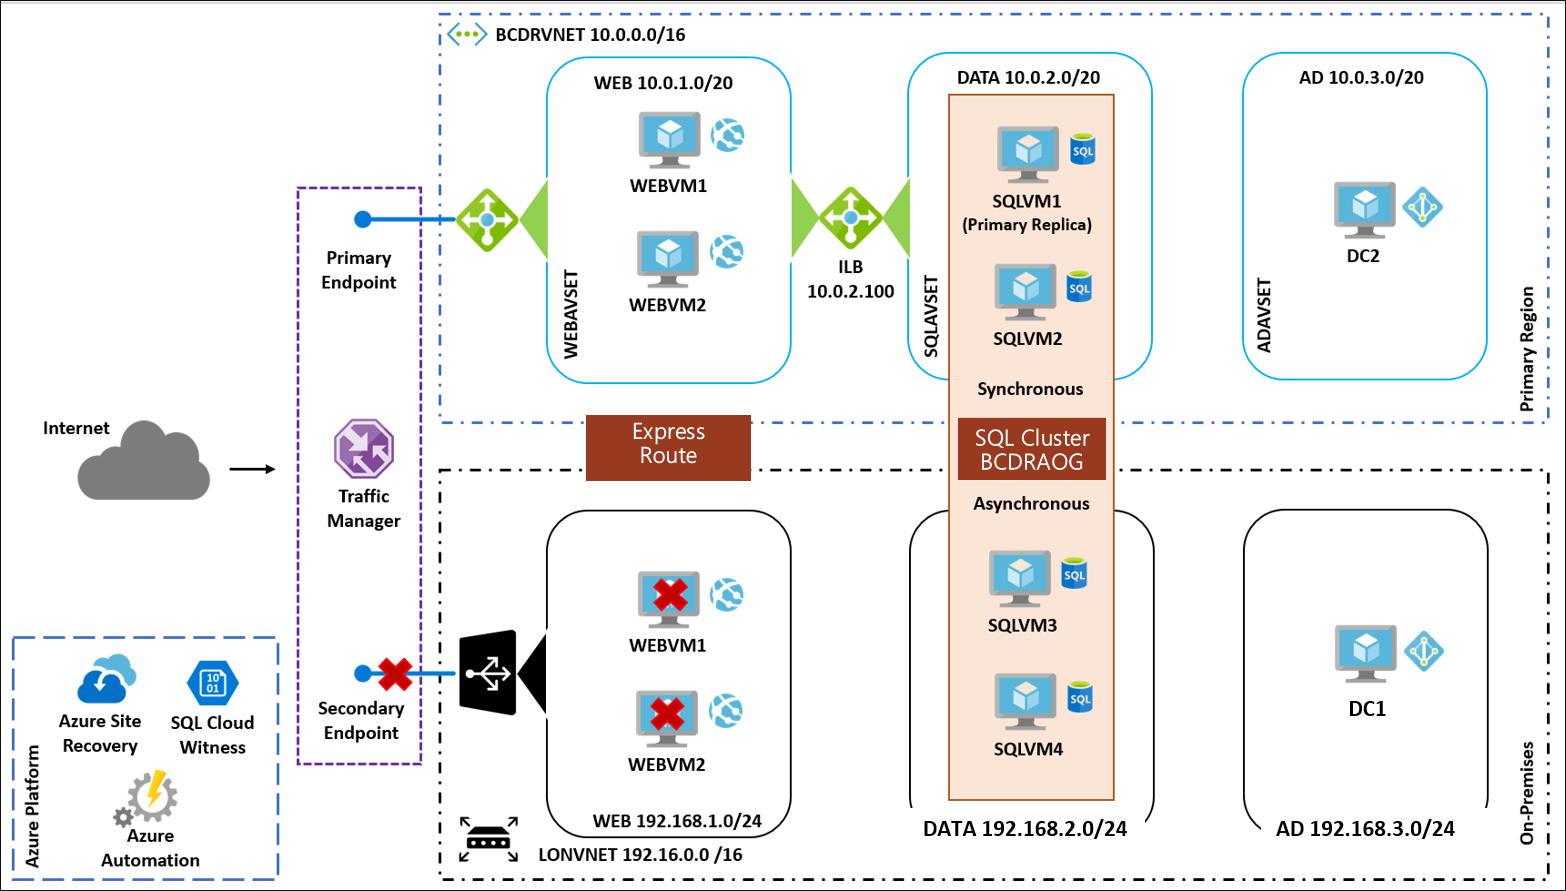 BCDRVNET 10.0.0.0/16
WEB 10.0.1.0/20
WEBVM1
WEBVM2
WEBAVSET
ILB
10.0.2.100
DATA 10.0.2.0/20
SQL
SQLVM1
(Primary Replica)
SQL
SQLVM2
SQLAVSET
Synchronous
AD 10.0.3.0/20
DC2
ADAVSET
Primary Region
Primary
Endpoint
Internet
Traffic
Manager
Secondary
Endpoint
Express
Route
SQL Cluster
BCDRAOG
Asynchronous
WEBVM1
WEBVM2
WEB 192.168.1.0/24
LONVNET 192.16.0.0 /16
SQL
SQLVM3
SQL
SQLVM4
DATA 192.168.2.0/24
DC1
AD 192.168.3.0/24
On-Premises
Azure Site
Recovery
10
01
SQL Cloud
Witness
Azure
Automation
Azure Platform